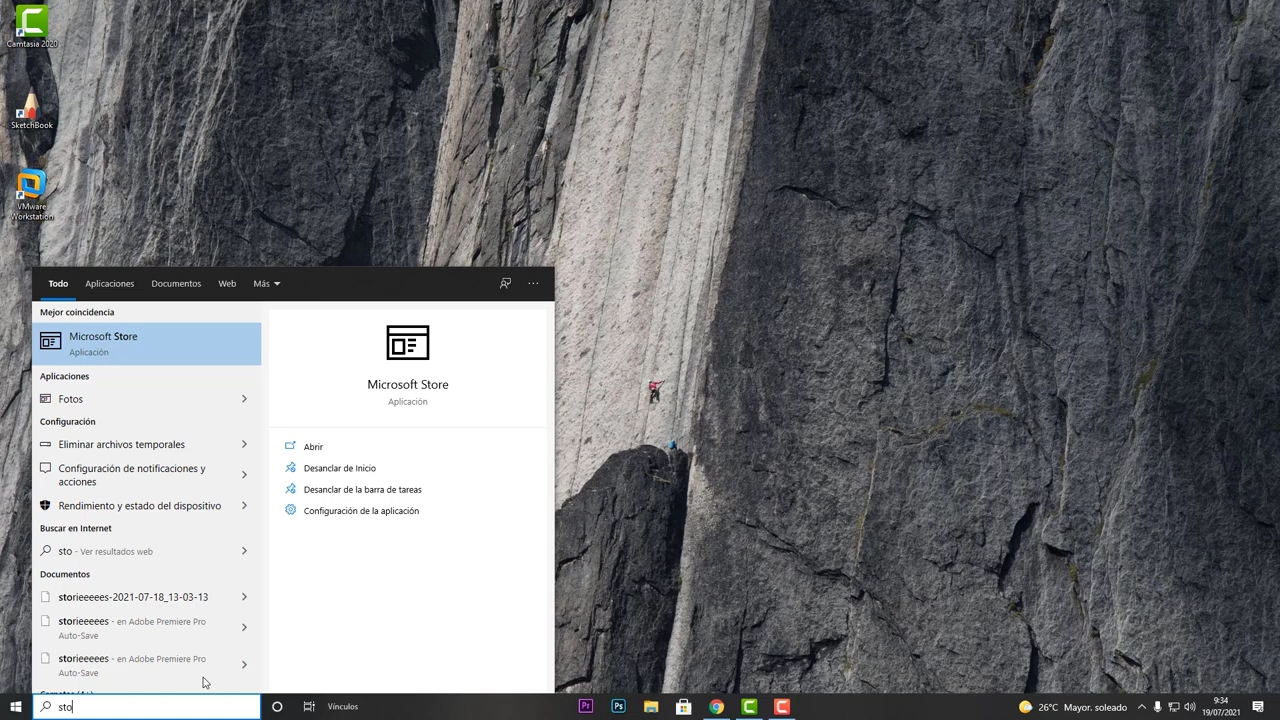 Camtasia 2020
SketchBook
VMware
Workstation
Todo
Aplicaciones
Documentos
Web
Más
Mejor coincidencia
Microsoft Store
Aplicación
Aplicaciones
Fotos
Configuración
Eliminar archivos temporales
Configuración de notificaciones y
acciones
Rendimiento y estado del dispositivo
Buscar en Internet
sto - Ver resultados web
Documentos
storieeeees-2021-07-18_13-03-13
storieeeees - en Adobe Premiere Pro
Auto-Save
storieeeees - en Adobe Premiere Pro
Auto-Save
Microsoft Store
Aplicación
Abrir
Desanclar de Inicio
Desanclar de la barra de tareas
Configuración de la aplicación
sto
Vínculos
Pr
Ps
26°C Mayor. soleado
9:34
19/07/2021